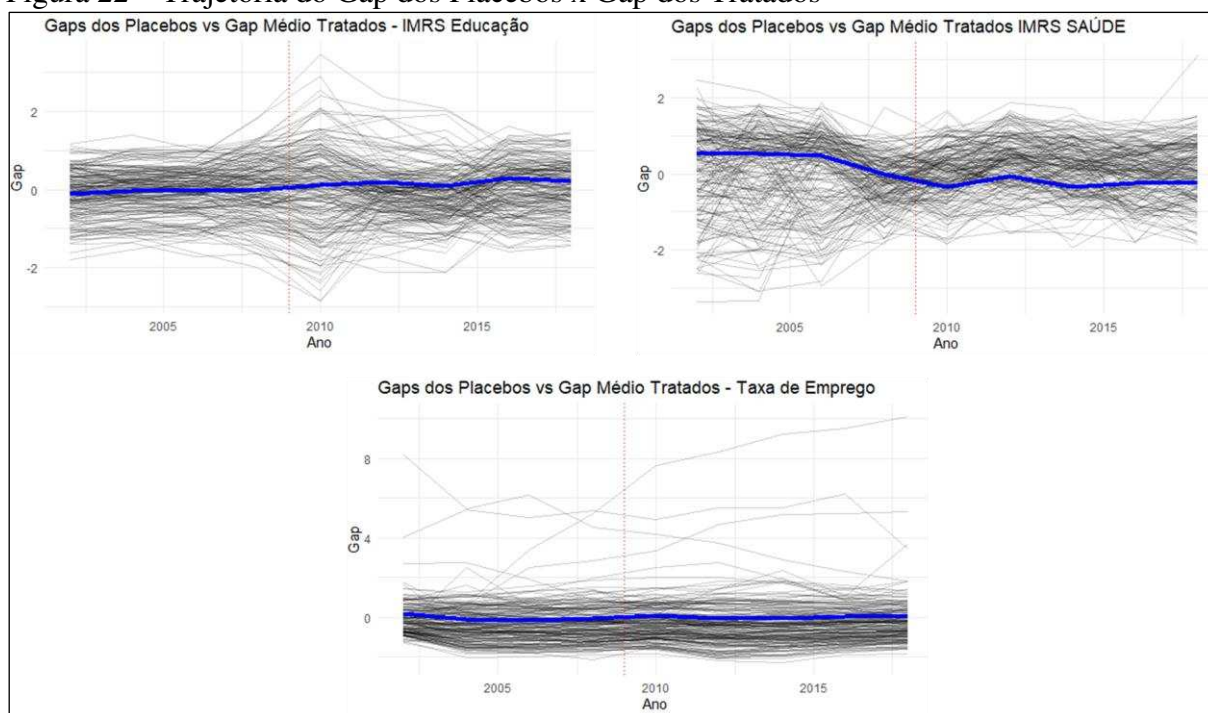 Figura 22 – Trajetória do Gap dos Placebos x Gap dos Tratados
Gaps dos Placebos vs Gap Médio Tratados - IMRS Educação
2
0
-2
Gap
2005
2010
2015
Ano
Gaps dos Placebos vs Gap Médio Tratados IMRS SAÚDE
2
0
-2
Gap
2005
2010
2015
Ano
Gaps dos Placebos vs Gap Médio Tratados - Taxa de Emprego
8
4
0
Gap
2005
2010
2015
Ano